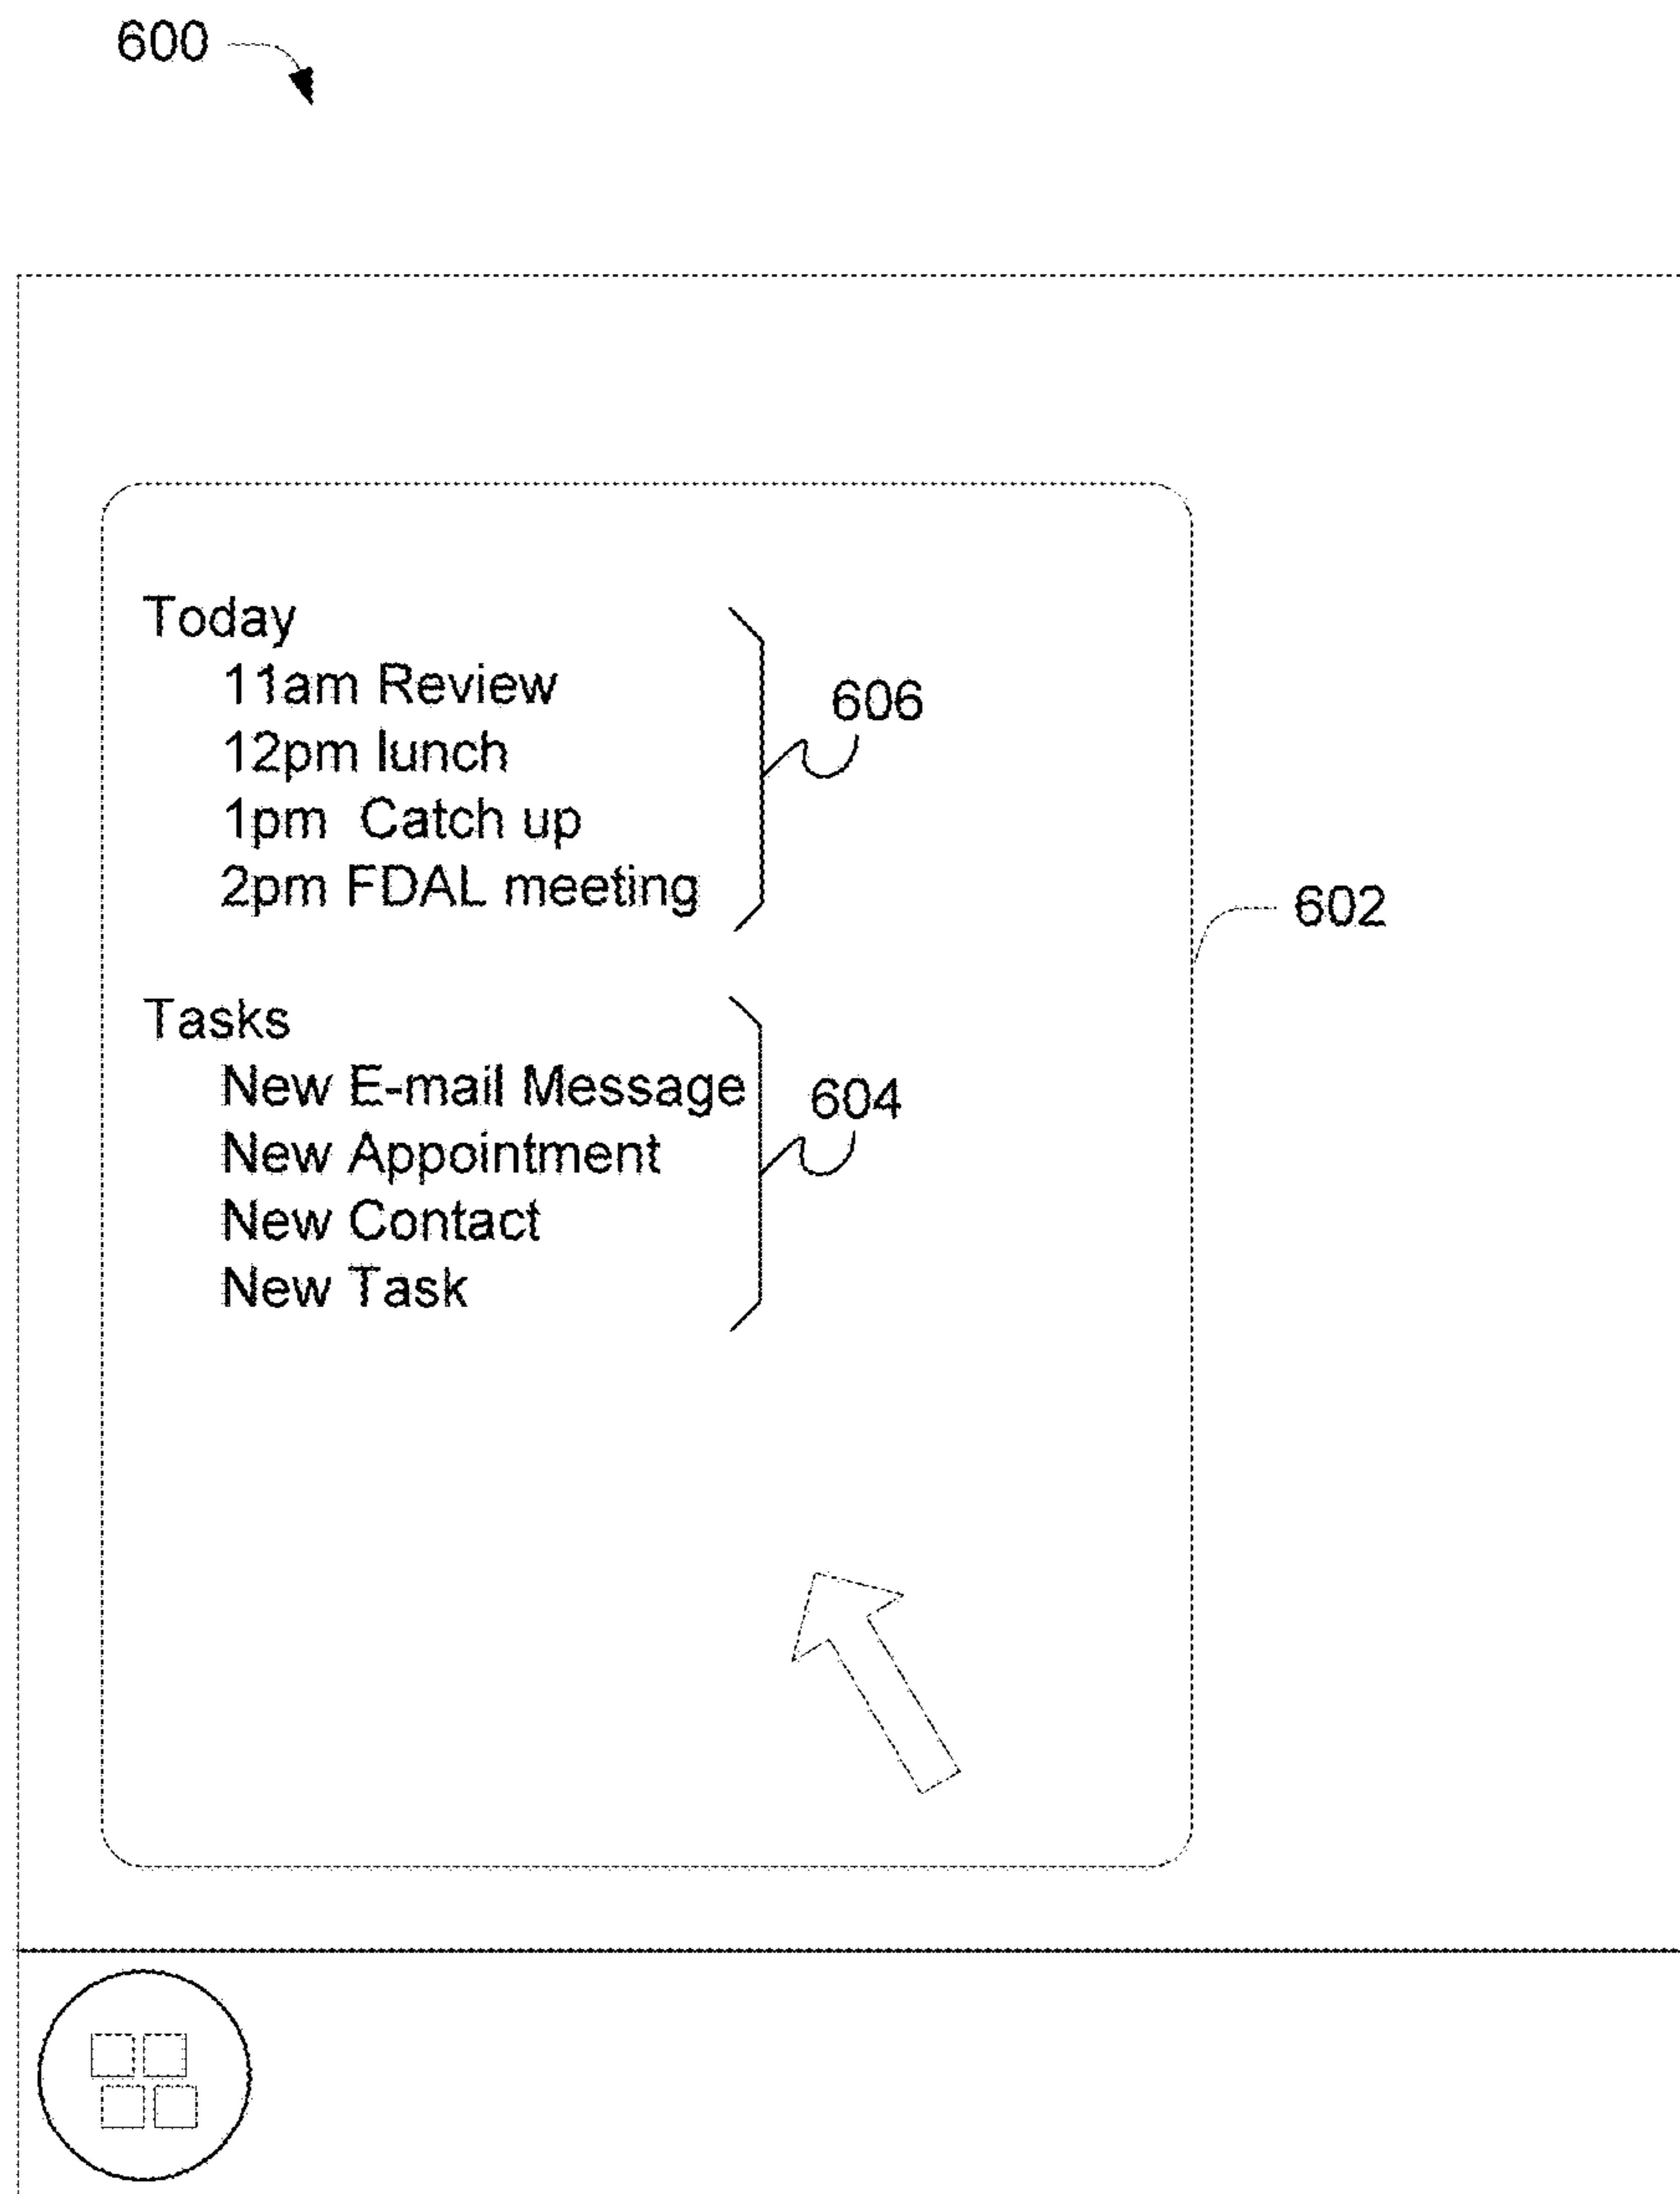 600
Today
11am Review
12pm lunch
1pm  Catch up
2pm FDAL meeting
606
602
Tasks
New E-mail Message
New Appointment
New Contact
New Task
604